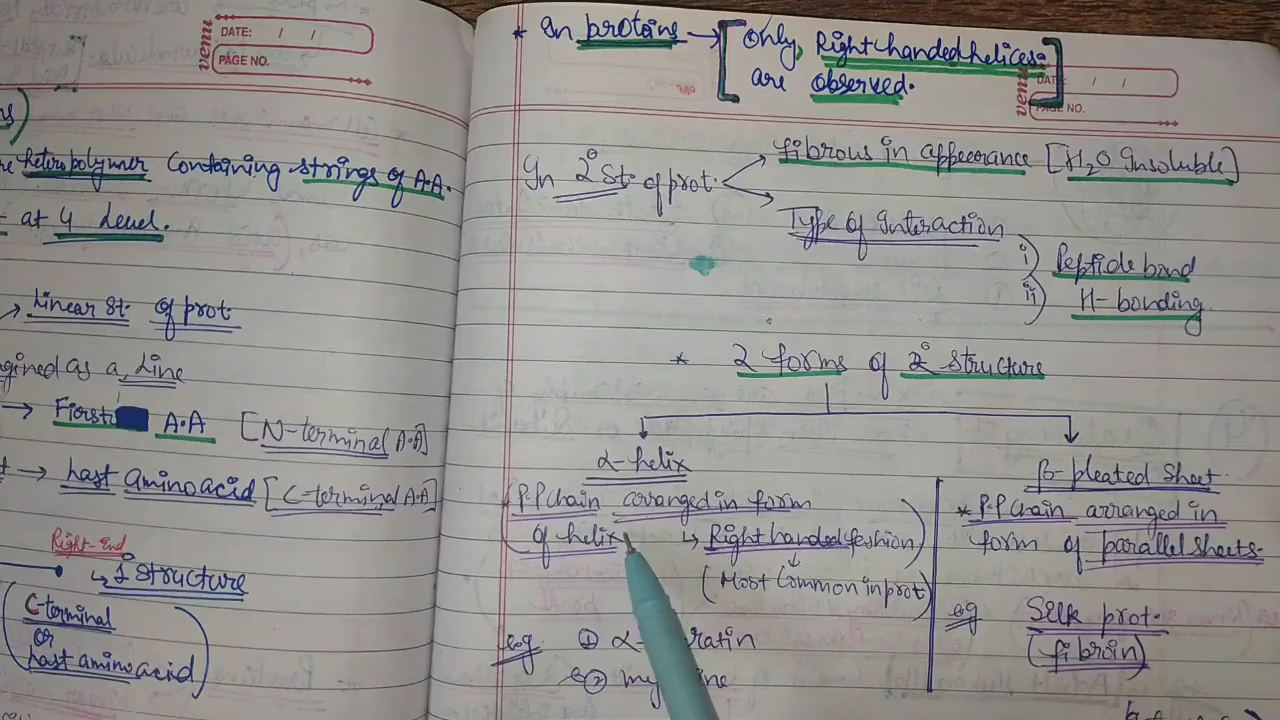 venu
DATE: / /
PAGE NO.
heteropolymer Containing strings of A.A.
at 4 Level.
→ Linear St. of prot
as a Line
→ First A.A [N-terminal A.A]
→ Last amino acid [C-terminal A.A]
Right-End
↳ 1° structure
C-terminal
or
Last amino acid
* In proteins → [Only, Right handed helices
are observed.]
venu
DATE: / /
PAGE NO.
In 2° St. of prot.
fibrous in appearance [H2O Insoluble]
Type of Interaction
i) Peptide bond
ii) H-bonding
* 2 forms of 2° structure
α-helix
P.P Chain arranged in form
of helix ↳ Right handed fashion
(Most Common in prot)
eg ① α-
②
β-pleated sheet
* P.P Chain arranged in
form of parallel sheets.
eg Silk prot.
(fibroin)